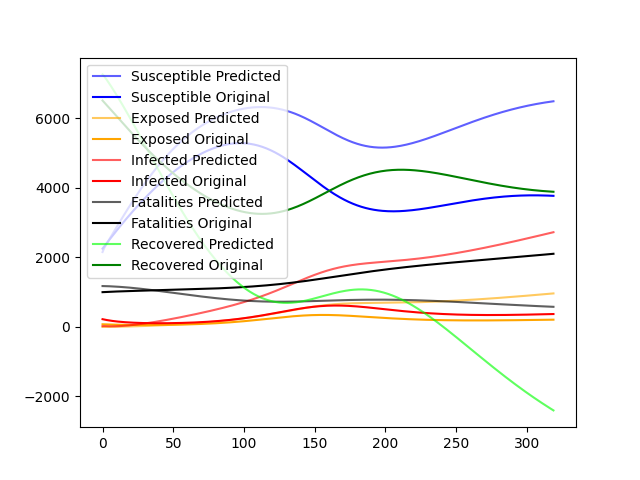 Susceptible Predicted
Susceptible Original
Exposed Predicted
Exposed Original
Infected Predicted
Infected Original
Fatalities Predicted
Fatalities Original
Recovered Predicted
Recovered Original
6000
4000
2000
0
−2000
0 50 100 150 200 250 300